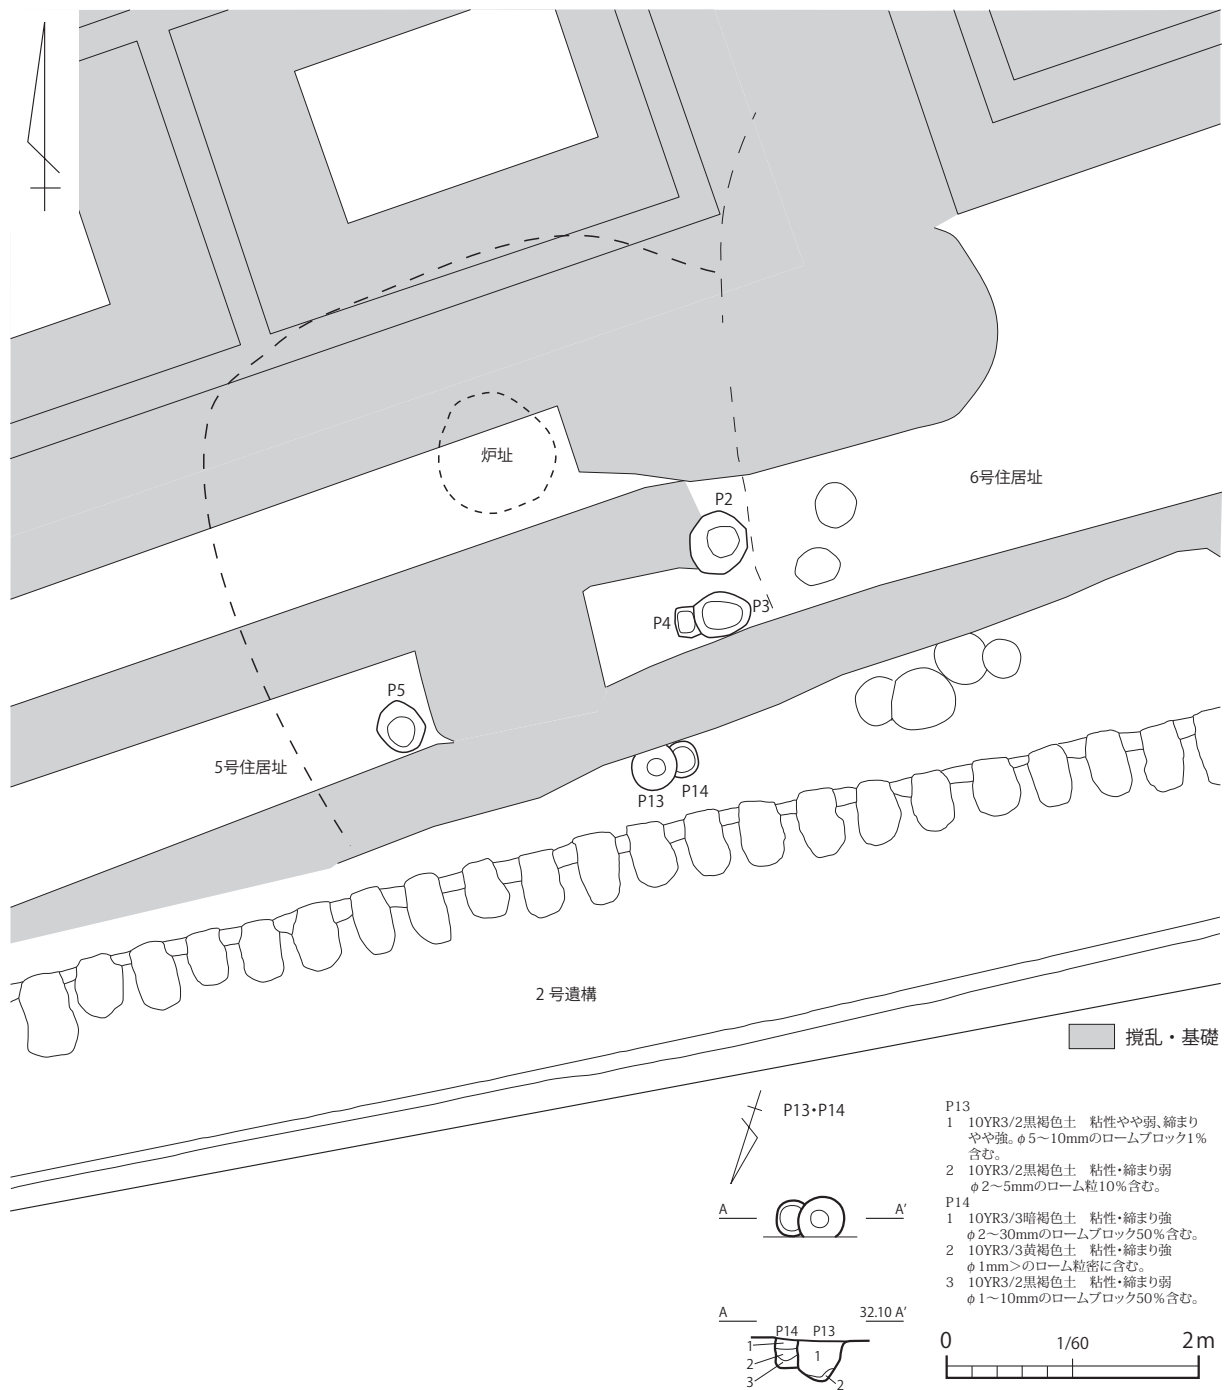 炉址
6号住居址
P2
P3
P4
P5
5号住居址
P13 P14
2 号遺構
撹乱・基礎
P13・P14
A A′
A 32.10 A′
P14 P13
1
2
3
1
2
P13
1 10YR3/2黒褐色土 粘性やや弱、締まり
やや強。φ5～10mmのロームブロック1%
含む。
2 10YR3/2黒褐色土 粘性・締まり弱
φ2～5mmのローム粒10%含む。
P14
1 10YR3/3暗褐色土 粘性・締まり強
φ2～30mmのロームブロック50%含む。
2 10YR3/3黄褐色土 粘性・締まり強
φ1mm＞のローム粒密に含む。
3 10YR3/2黒褐色土 粘性・締まり弱
φ1～10mmのロームブロック50%含む。
0 1/60 2m